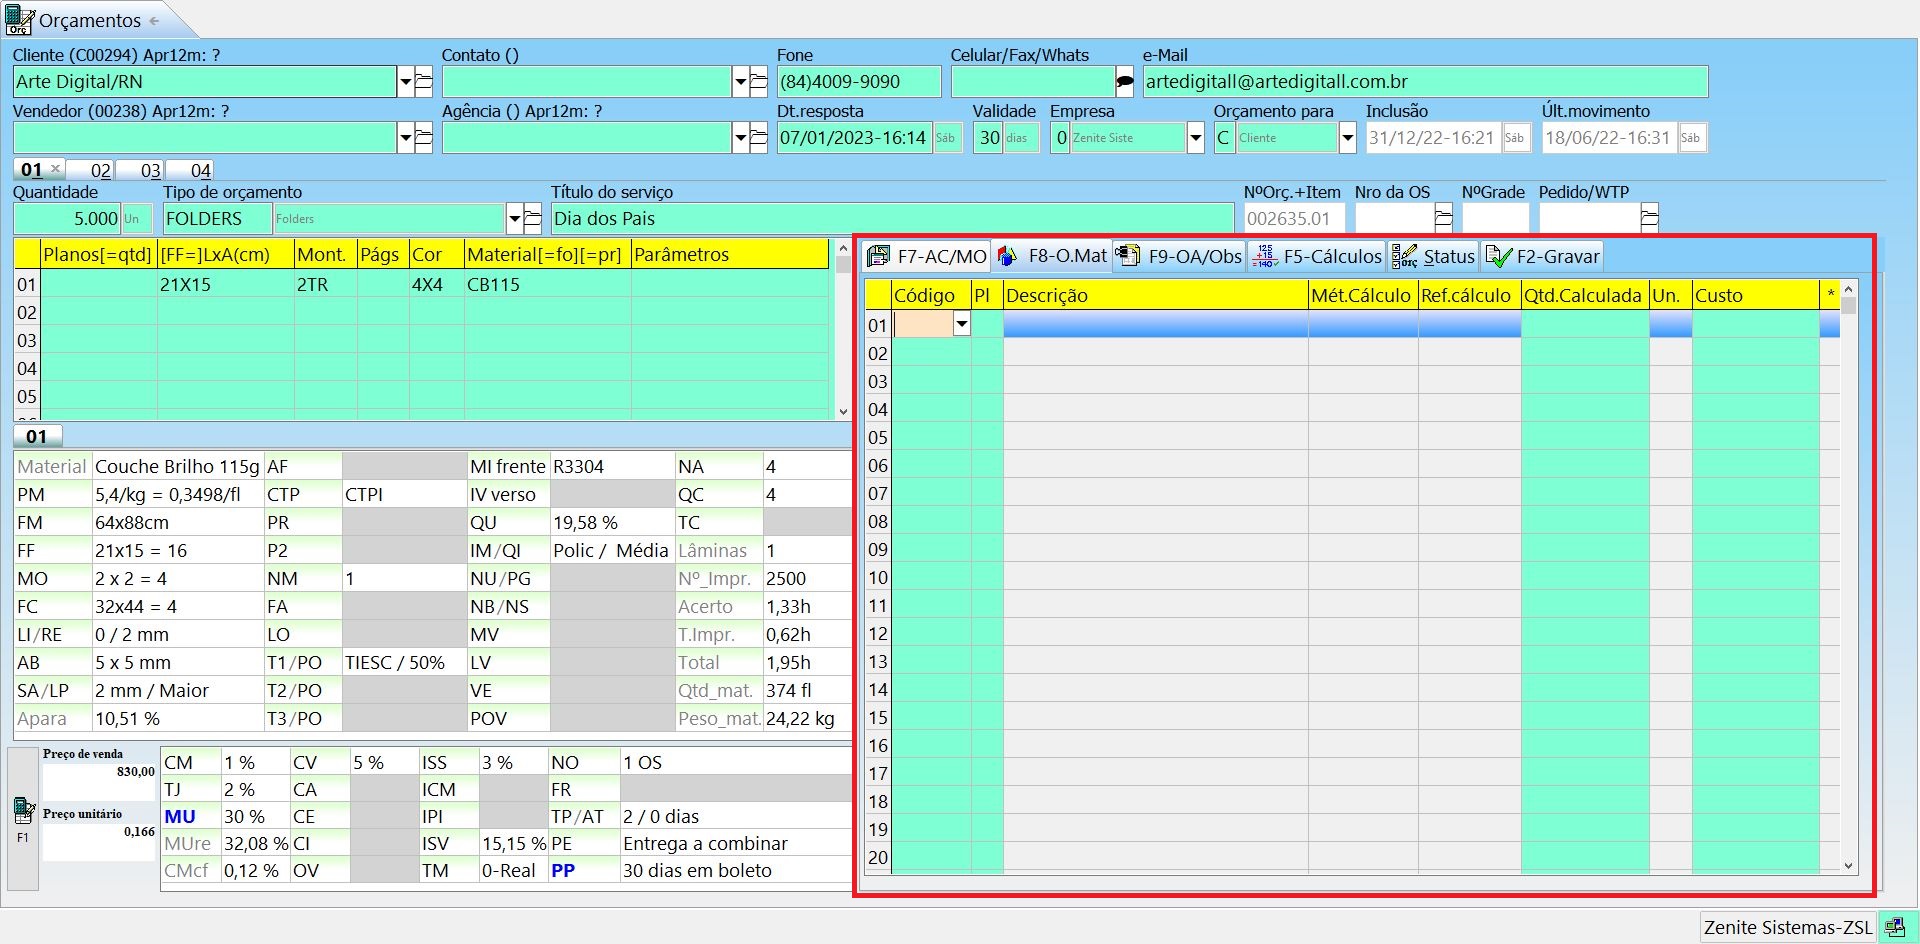 Orçamentos
Cliente (C00294) Apr12m: ? Contato () Fone Celular/Fax/Whats e-Mail
Arte Digital/RN (84)4009-9090 artedigitall@artedigitall.com.br
Vendedor (00238) Apr12m: ? Agência () Apr12m: ? Dt.resposta Validade Empresa Orçamento para Inclusão Últ.movimento
07/01/2023-16:14 Sáb 30 dias 0 Zenite Siste C Cliente 31/12/22-16:21 Sáb 18/06/22-16:31 Sáb
01 × 02 03 04
Quantidade Tipo de orçamento Título do serviço NºOrç.+Item Nro da OS NºGrade Pedido/WTP
5.000 Un FOLDERS Folders Dia dos Pais 002635.01
Planos[=qtd] [FF=]LxA(cm) Mont. Págs Cor Material[=fo][=pr] Parâmetros
01 21X15 2TR 4X4 CB115
02
03
04
05
01
Material Couche Brilho 115g AF MI frente R3304 NA 4
PM 5,4/kg = 0,3498/fl CTP CTPI IV verso QC 4
FM 64x88cm PR QU 19,58 % TC
FF 21x15 = 16 P2 IM/QI Polic / Média Lâminas 1
MO 2 x 2 = 4 NM 1 NU/PG Nº_Impr. 2500
FC 32x44 = 4 FA NB/NS Acerto 1,33h
LI/RE 0 / 2 mm LO MV T.Impr. 0,62h
AB 5 x 5 mm T1/PO TIESC / 50% LV Total 1,95h
SA/LP 2 mm / Maior T2/PO VE Qtd_mat. 374 fl
Apara 10,51 % T3/PO POV Peso_mat. 24,22 kg
Preço de venda
830,00
Preço unitário
0,166
F1
CM 1 % CV 5 % ISS 3 % NO 1 OS
TJ 2 % CA ICM FR
MU 30 % CE IPI TP/AT 2 / 0 dias
MUre 32,08 % CI ISV 15,15 % PE Entrega a combinar
CMcf 0,12 % OV TM 0-Real PP 30 dias em boleto
F7-AC/MO F8-O.Mat F9-OA/Obs F5-Cálculos Status F2-Gravar
Código Pl Descrição Mét.Cálculo Ref.cálculo Qtd.Calculada Un. Custo *
01
02
03
04
05
06
07
08
09
10
11
12
13
14
15
16
17
18
19
20
Zenite Sistemas-ZSL